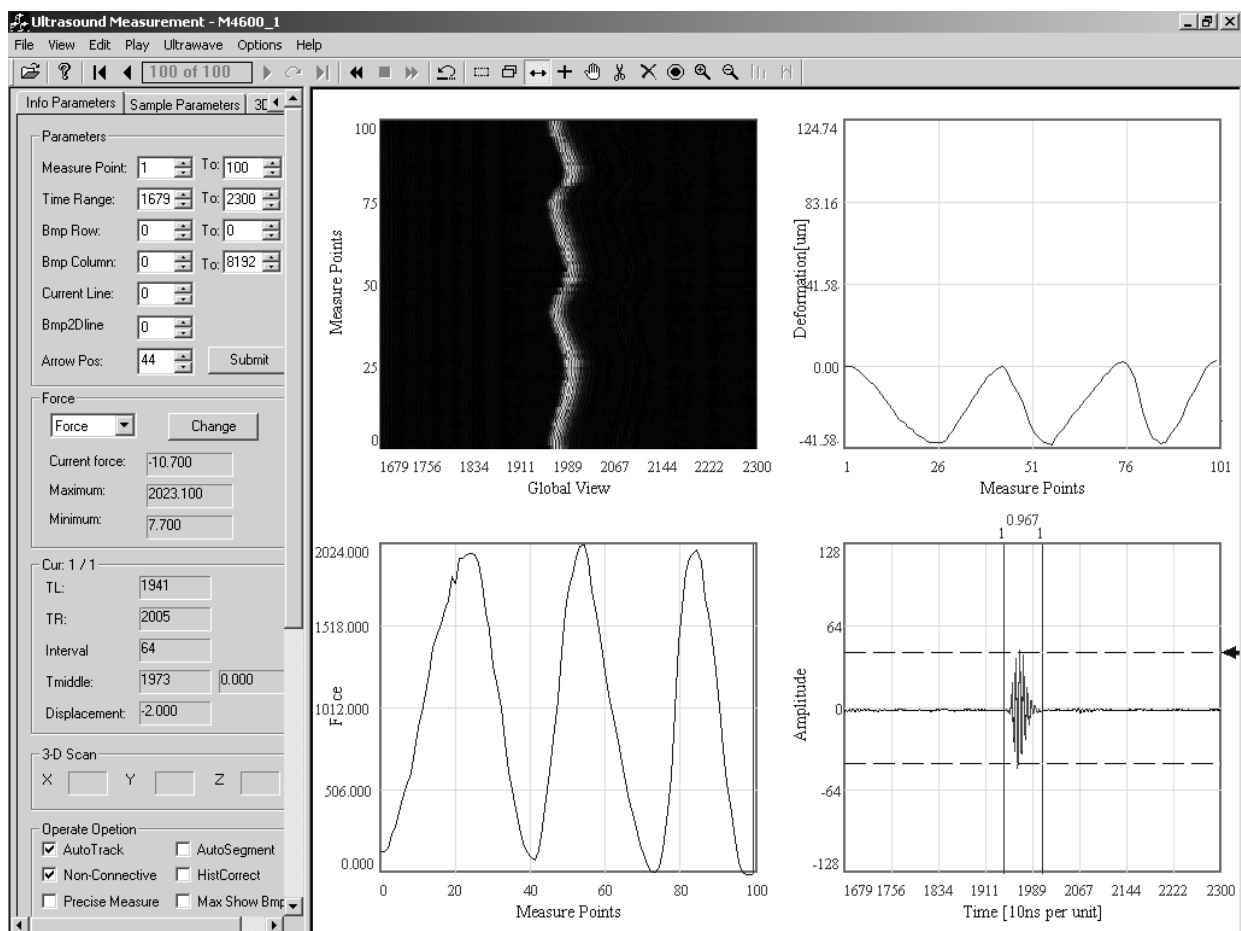 Ultrasound Measurement - M4600_1
File View Edit Play Ultrawave Options Help
100 of 100
Info Parameters Sample Parameters 3D
Parameters
Measure Point: 1 To: 100
Time Range: 1679 To: 2300
Bmp Row: 0 To: 0
Bmp Column: 0 To: 8192
Current Line: 0
Bmp2Dline 0
Arrow Pos: 44 Submit
Force
Force Change
Current force: -10.700
Maximum: 2023.100
Minimum: 7.700
Cur: 1 / 1
TL: 1941
TR: 2005
Interval 64
Tmiddle: 1973 0.000
Displacement: -2.000
3-D Scan
X Y Z
Operate Opetion
AutoTrack AutoSegment
Non-Connective HistCorrect
Precise Measure Max Show Bmp
100
75
50
25
0
Measure Points
1679 1756 1834 1911 1989 2067 2144 2222 2300
Global View
124.74
83.16
41.58
0.00
-41.58
Deformation[um]
1 26 51 76 101
Measure Points
2024.000
1518.000
1012.000
506.000
0.000
Force
0 20 40 60 80 100
Measure Points
0.967
1 1
128
64
0
-64
-128
Amplitude
1679 1756 1834 1911 1989 2067 2144 2222 2300
Time [10ns per unit]